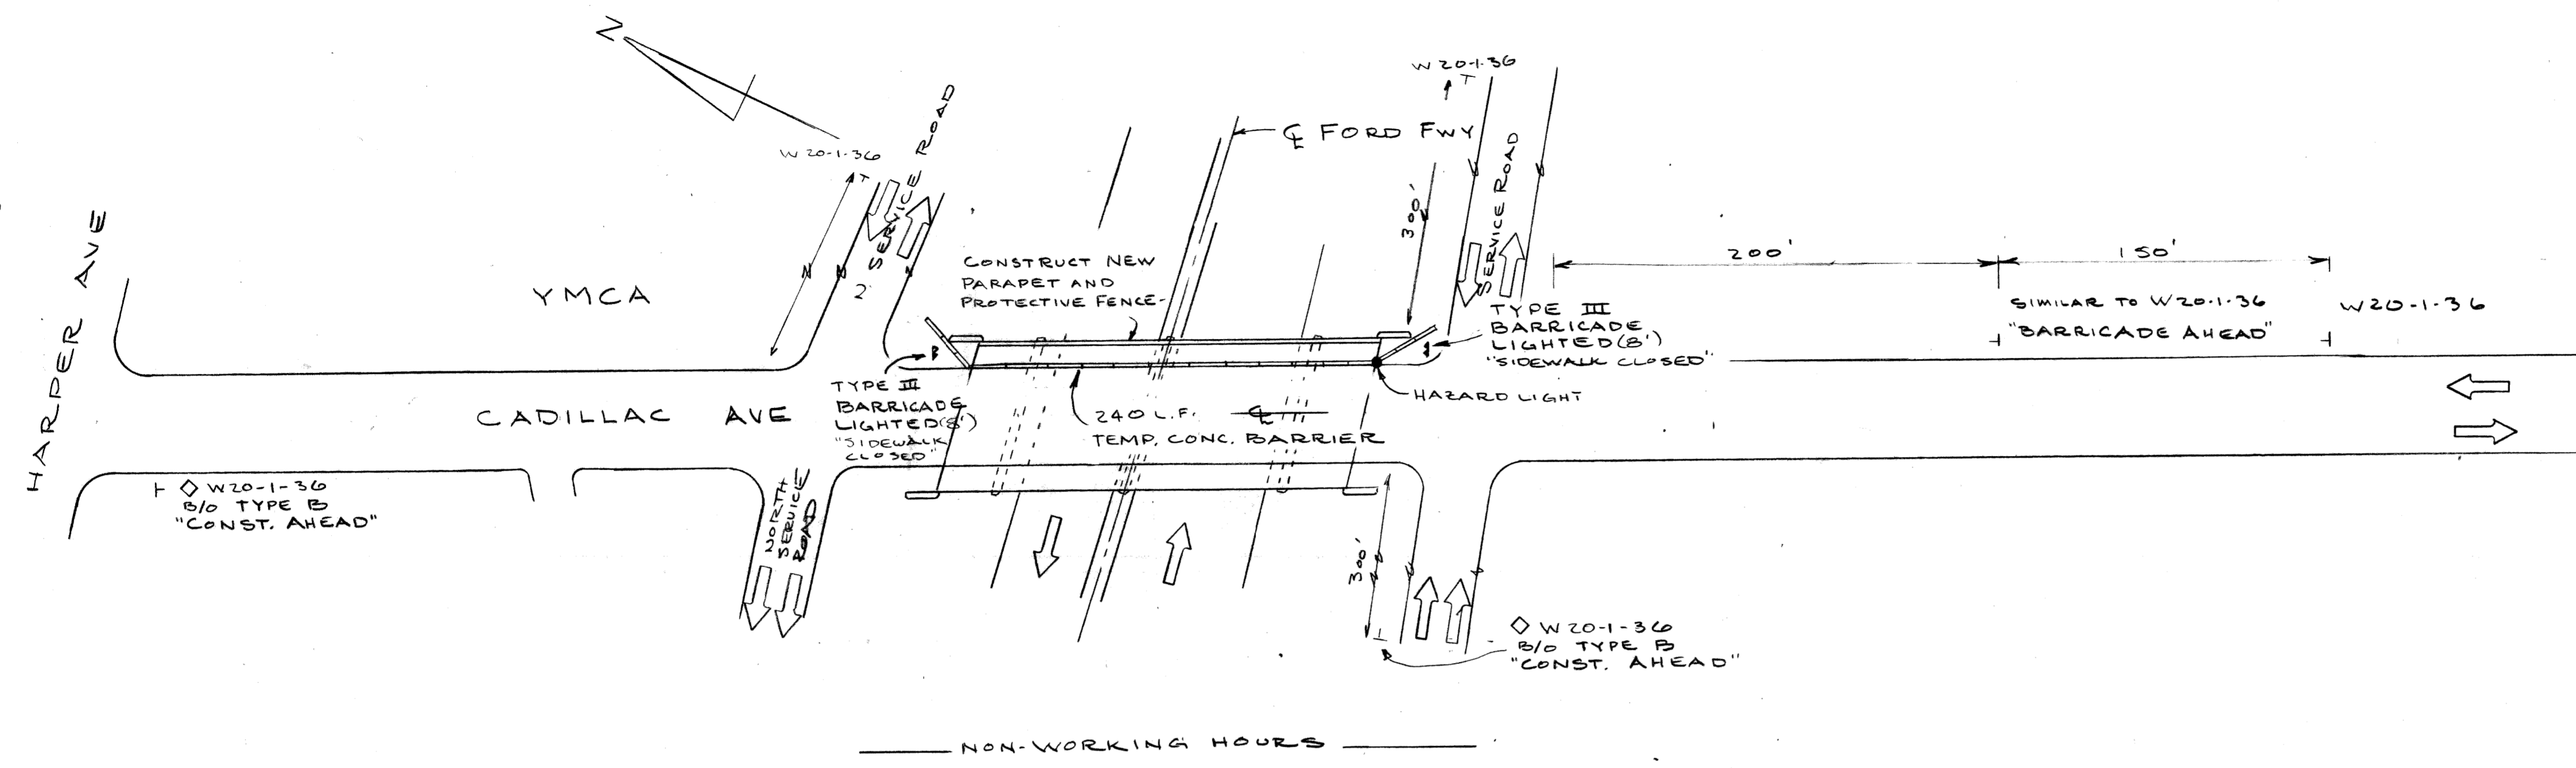 N
W20-1-36
SERVICE ROAD
2'
HARPER AVE
YMCA
CADILLAC AVE
W20-1-36
℄ FORD FWY
300'
SERVICE ROAD
CONSTRUCT NEW
PARAPET AND
PROTECTIVE FENCE
200'
150'
SIMILAR TO W20-1-36
"BARRICADE AHEAD"
W20-1-36
TYPE III
BARRICADE
LIGHTED (8')
"SIDEWALK CLOSED"
HAZARD LIGHT
TYPE III
BARRICADE
LIGHTED (8')
"SIDEWALK
CLOSED"
240 L.F.
℄
TEMP. CONC. BARRIER
W20-1-36
B/O TYPE B
"CONST. AHEAD"
NORTH
SERVICE
ROAD
300'
W20-1-36
B/O TYPE B
"CONST. AHEAD"
NON-WORKING HOURS